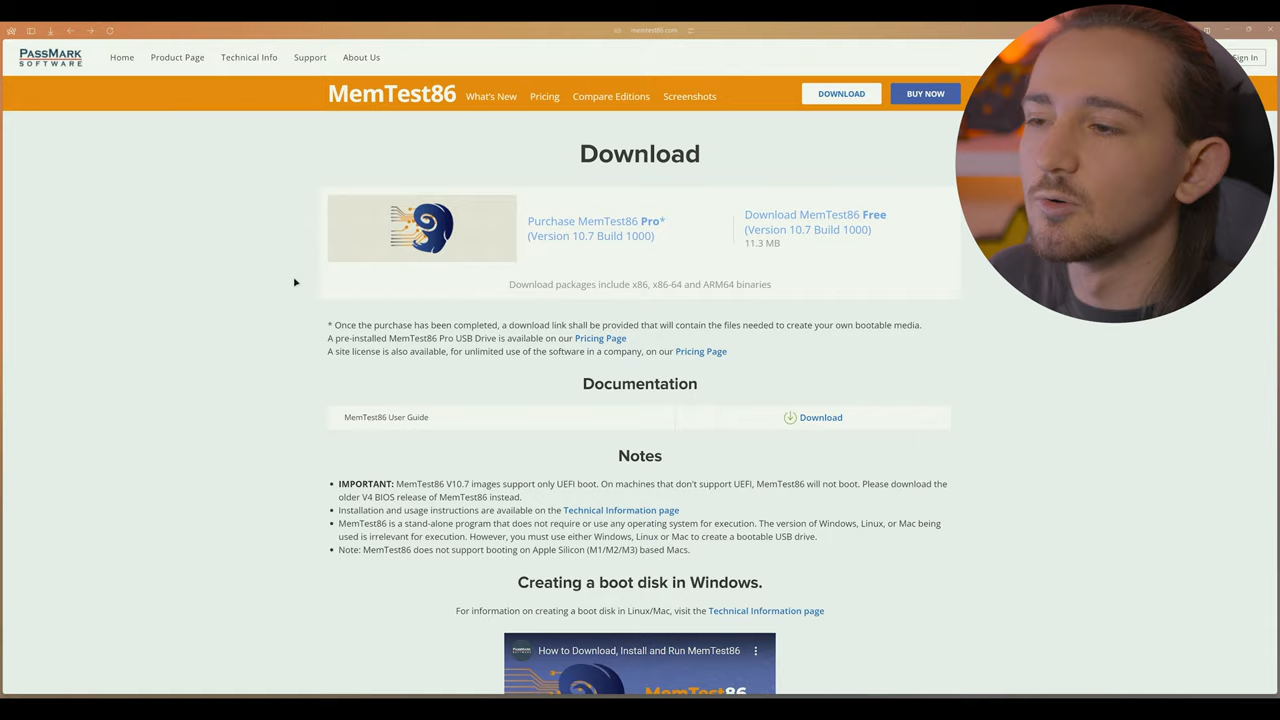 memtest86.com
PASSMARK
SOFTWARE
Home Product Page Technical Info Support About Us
Sign In
MemTest86 What's New Pricing Compare Editions Screenshots DOWNLOAD BUY NOW
Download
Purchase MemTest86 Pro*
(Version 10.7 Build 1000)
Download MemTest86 Free
(Version 10.7 Build 1000)
11.3 MB
Download packages include x86, x86-64 and ARM64 binaries
* Once the purchase has been completed, a download link shall be provided that will contain the files needed to create your own bootable media.
A pre-installed MemTest86 Pro USB Drive is available on our Pricing Page
A site license is also available, for unlimited use of the software in a company, on our Pricing Page
Documentation
MemTest86 User Guide Download
Notes
• IMPORTANT: MemTest86 V10.7 images support only UEFI boot. On machines that don't support UEFI, MemTest86 will not boot. Please download the
older V4 BIOS release of MemTest86 instead.
• Installation and usage instructions are available on the Technical Information page
• MemTest86 is a stand-alone program that does not require or use any operating system for execution. The version of Windows, Linux, or Mac being
used is irrelevant for execution. However, you must use either Windows, Linux or Mac to create a bootable USB drive.
• Note: MemTest86 does not support booting on Apple Silicon (M1/M2/M3) based Macs.
Creating a boot disk in Windows.
For information on creating a boot disk in Linux/Mac, visit the Technical Information page
PASSMARK
How to Download, Install and Run MemTest86
MemTest86